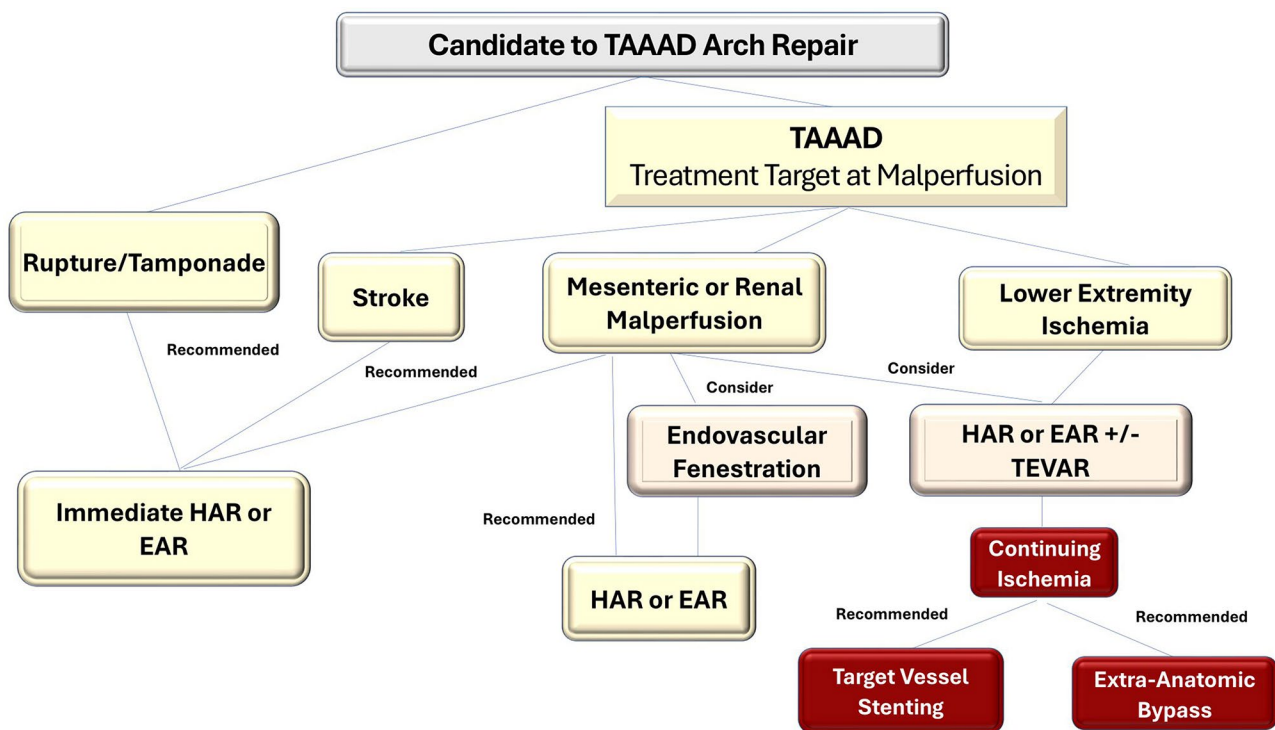 Candidate to TAAAD Arch Repair
TAAAD
Treatment Target at Malperfusion
Rupture/Tamponade
Stroke
Mesenteric or Renal
Malperfusion
Lower Extremity
Ischemia
Recommended
Recommended
Consider
Consider
Endovascular
Fenestration
HAR or EAR +/-
TEVAR
Immediate HAR or
EAR
Recommended
HAR or EAR
Continuing
Ischemia
Recommended
Recommended
Target Vessel
Stenting
Extra-Anatomic
Bypass